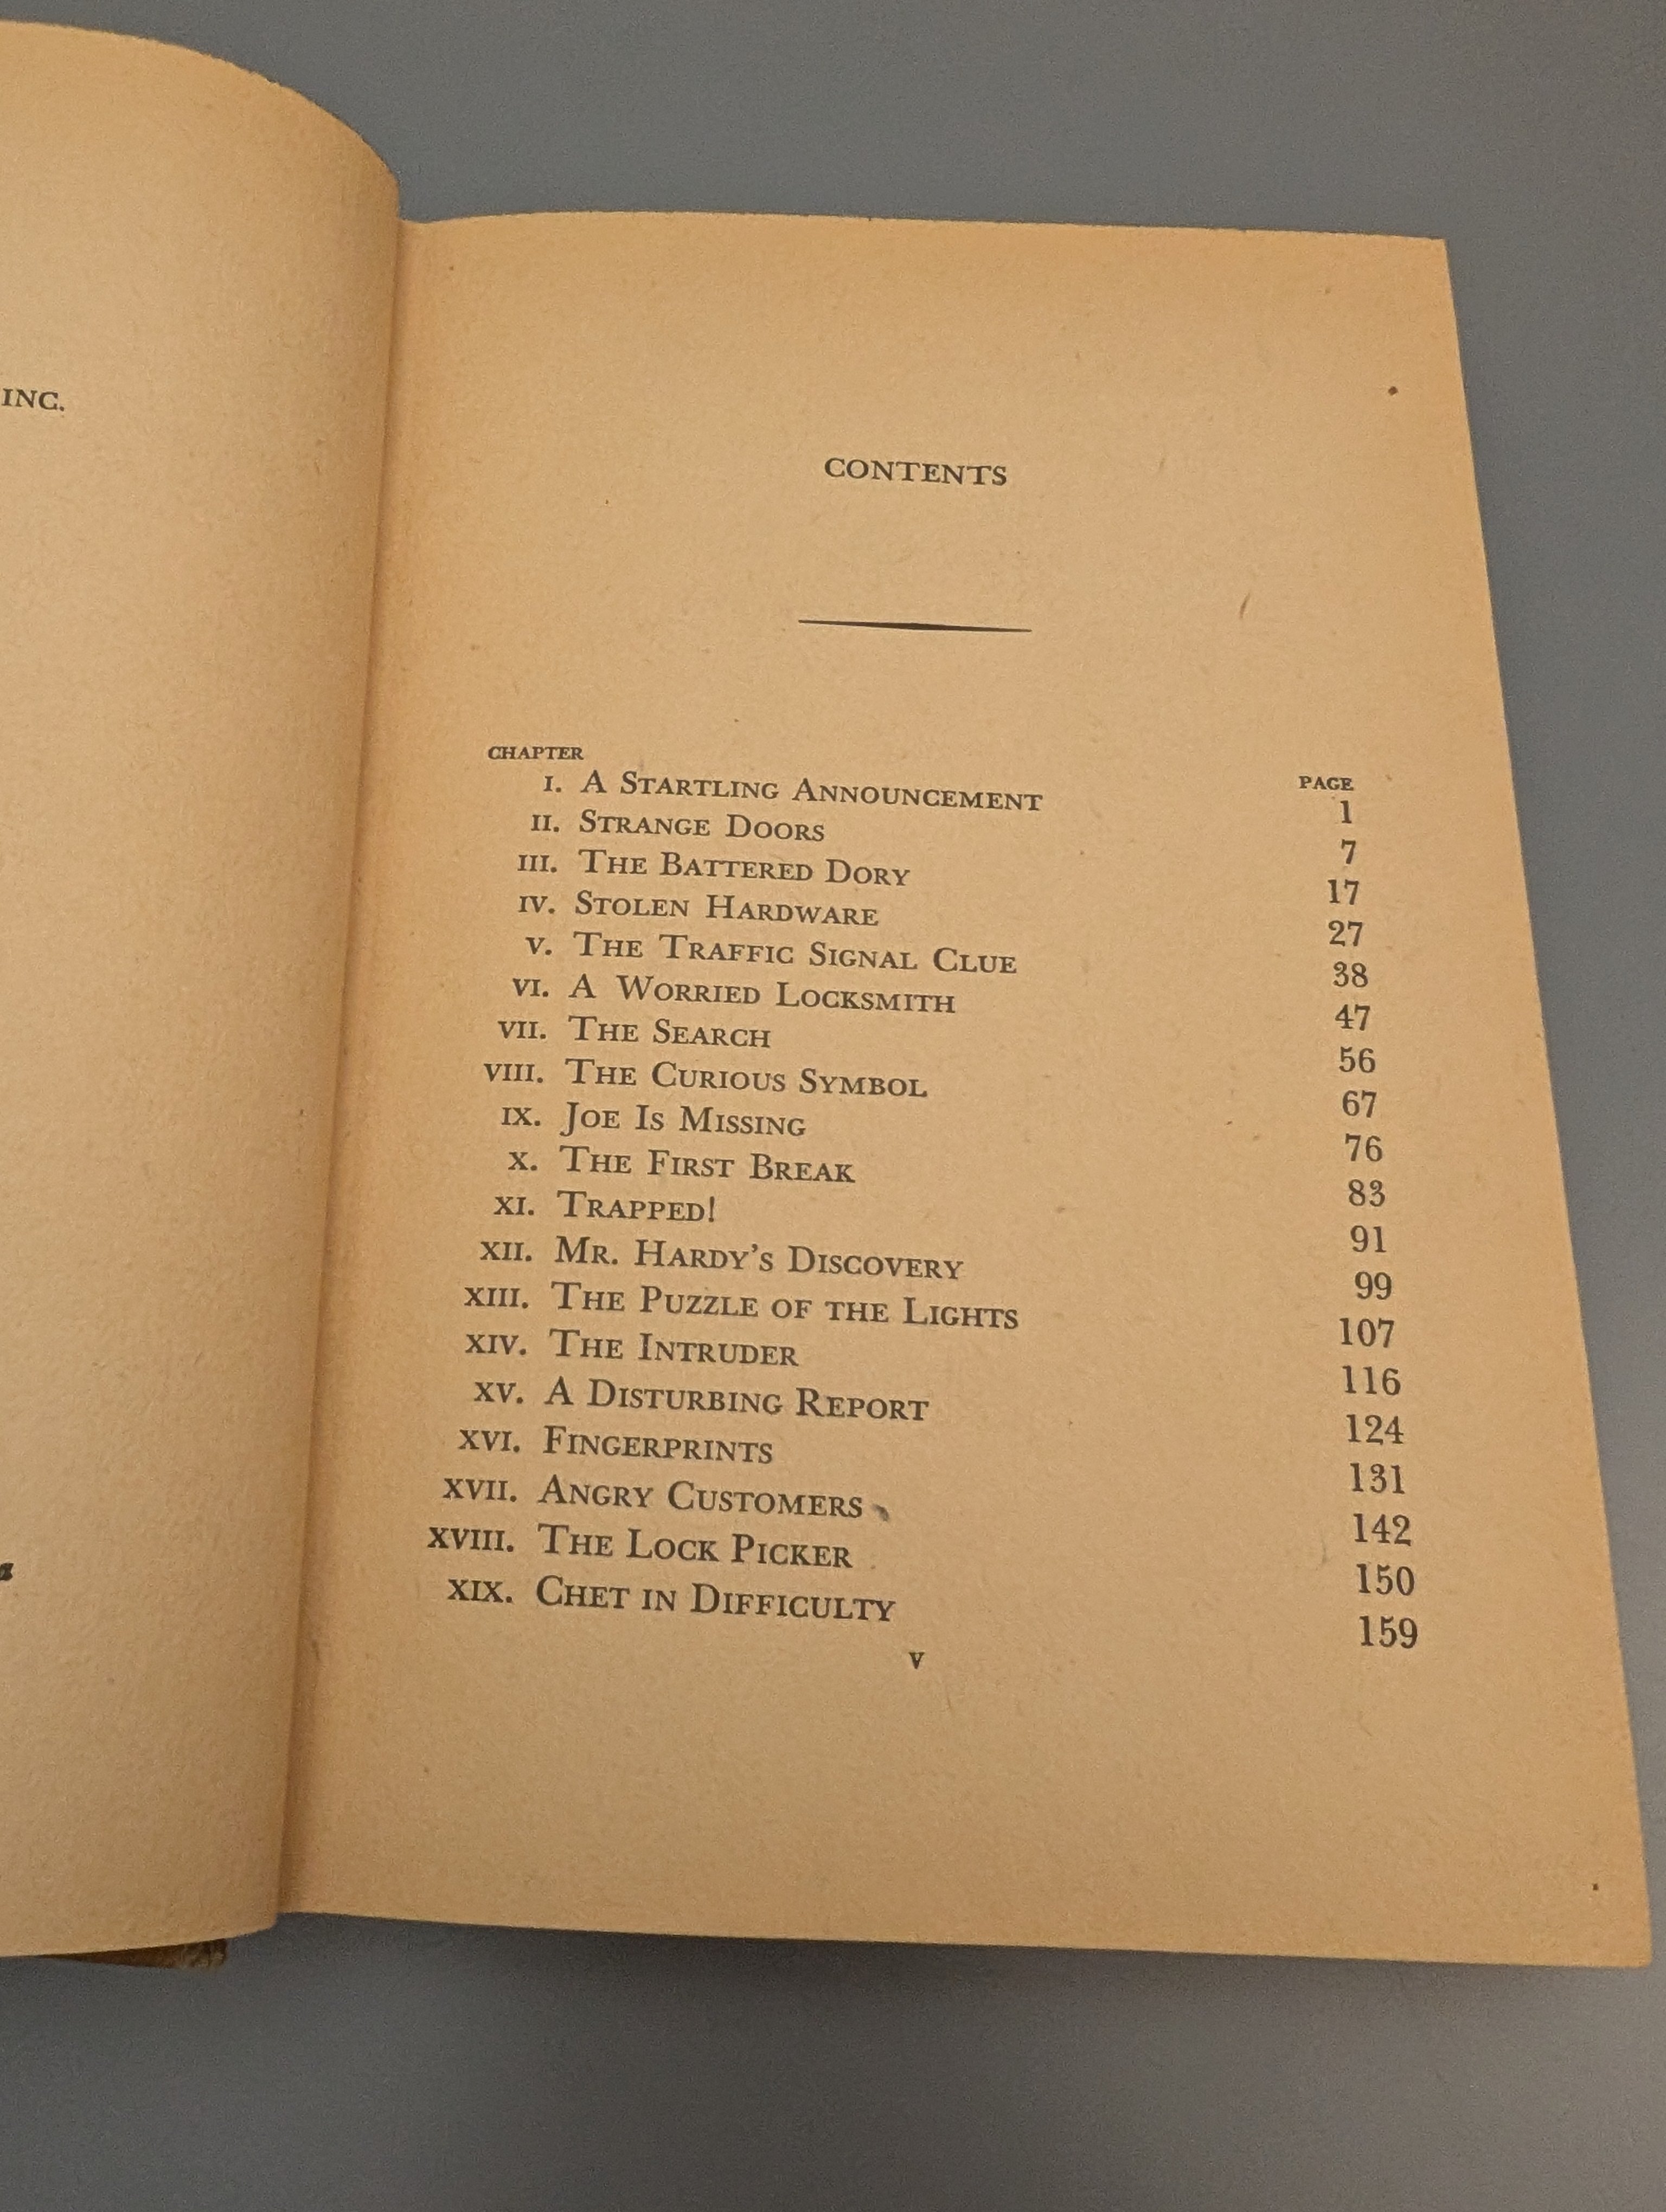 INC.
CONTENTS
CHAPTER PAGE
I. A STARTLING ANNOUNCEMENT 1
II. STRANGE DOORS 7
III. THE BATTERED DORY 17
IV. STOLEN HARDWARE 27
V. THE TRAFFIC SIGNAL CLUE 38
VI. A WORRIED LOCKSMITH 47
VII. THE SEARCH 56
VIII. THE CURIOUS SYMBOL 67
IX. JOE IS MISSING 76
X. THE FIRST BREAK 83
XI. TRAPPED! 91
XII. MR. HARDY'S DISCOVERY 99
XIII. THE PUZZLE OF THE LIGHTS 107
XIV. THE INTRUDER 116
XV. A DISTURBING REPORT 124
XVI. FINGERPRINTS 131
XVII. ANGRY CUSTOMERS 142
XVIII. THE LOCK PICKER 150
XIX. CHET IN DIFFICULTY 159
v